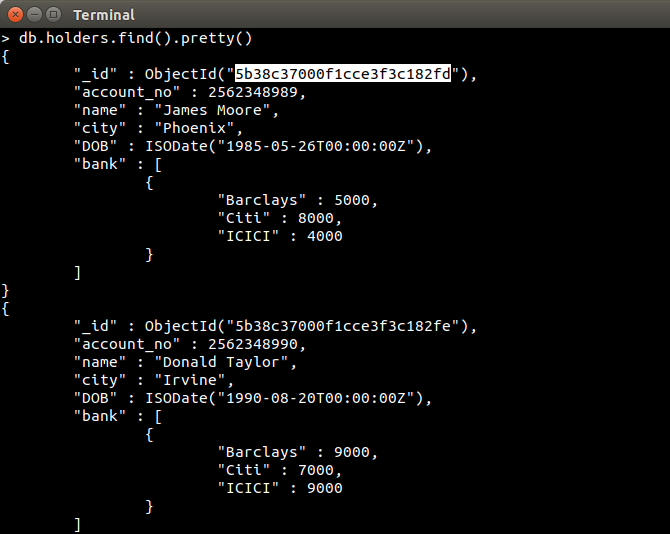 Terminal
> db.holders.find().pretty()
{
        "_id" : ObjectId("5b38c37000f1cce3f3c182fd"),
        "account_no" : 2562348989,
        "name" : "James Moore",
        "city" : "Phoenix",
        "DOB" : ISODate("1985-05-26T00:00:00Z"),
        "bank" : [
                {
                        "Barclays" : 5000,
                        "Citi" : 8000,
                        "ICICI" : 4000
                }
        ]
}
{
        "_id" : ObjectId("5b38c37000f1cce3f3c182fe"),
        "account_no" : 2562348990,
        "name" : "Donald Taylor",
        "city" : "Irvine",
        "DOB" : ISODate("1990-08-20T00:00:00Z"),
        "bank" : [
                {
                        "Barclays" : 9000,
                        "Citi" : 7000,
                        "ICICI" : 9000
                }
        ]